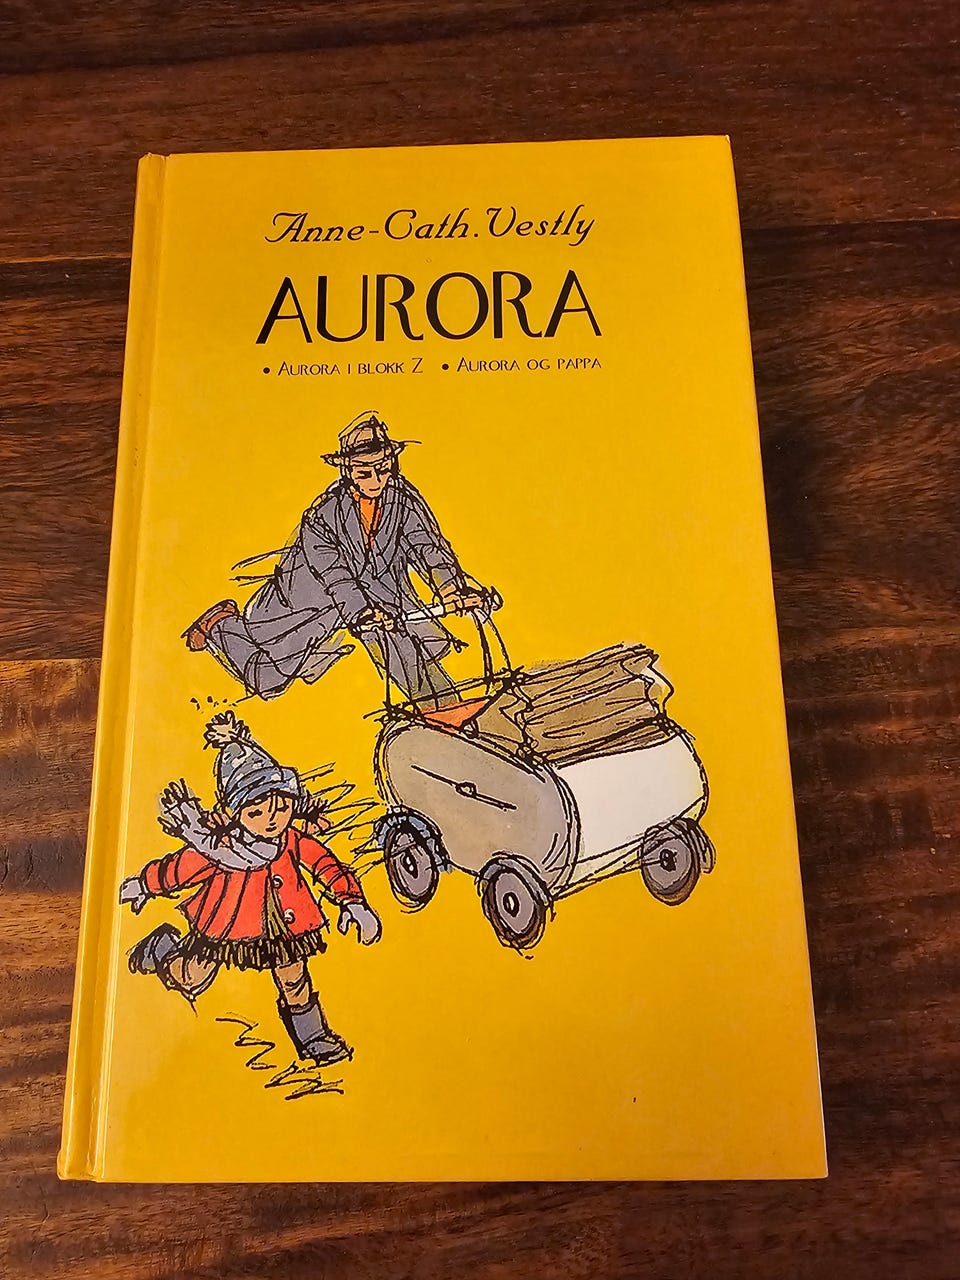 Anne-Cath. Vestly
AURORA
• AURORA I BLOKK Z • AURORA OG PAPPA